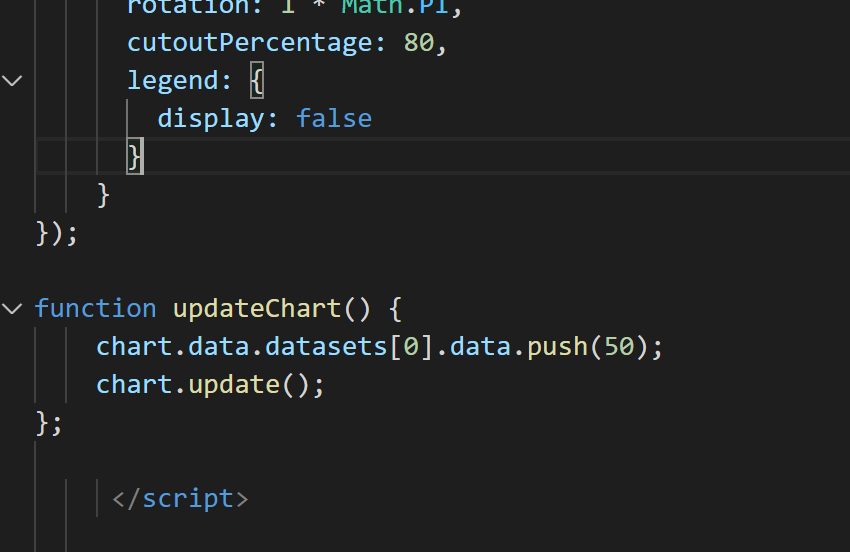 rotation: 1 * Math.PI,
cutoutPercentage: 80,
legend: {
display: false
}
}
});
function updateChart() {
chart.data.datasets[0].data.push(50);
chart.update();
};
</script>